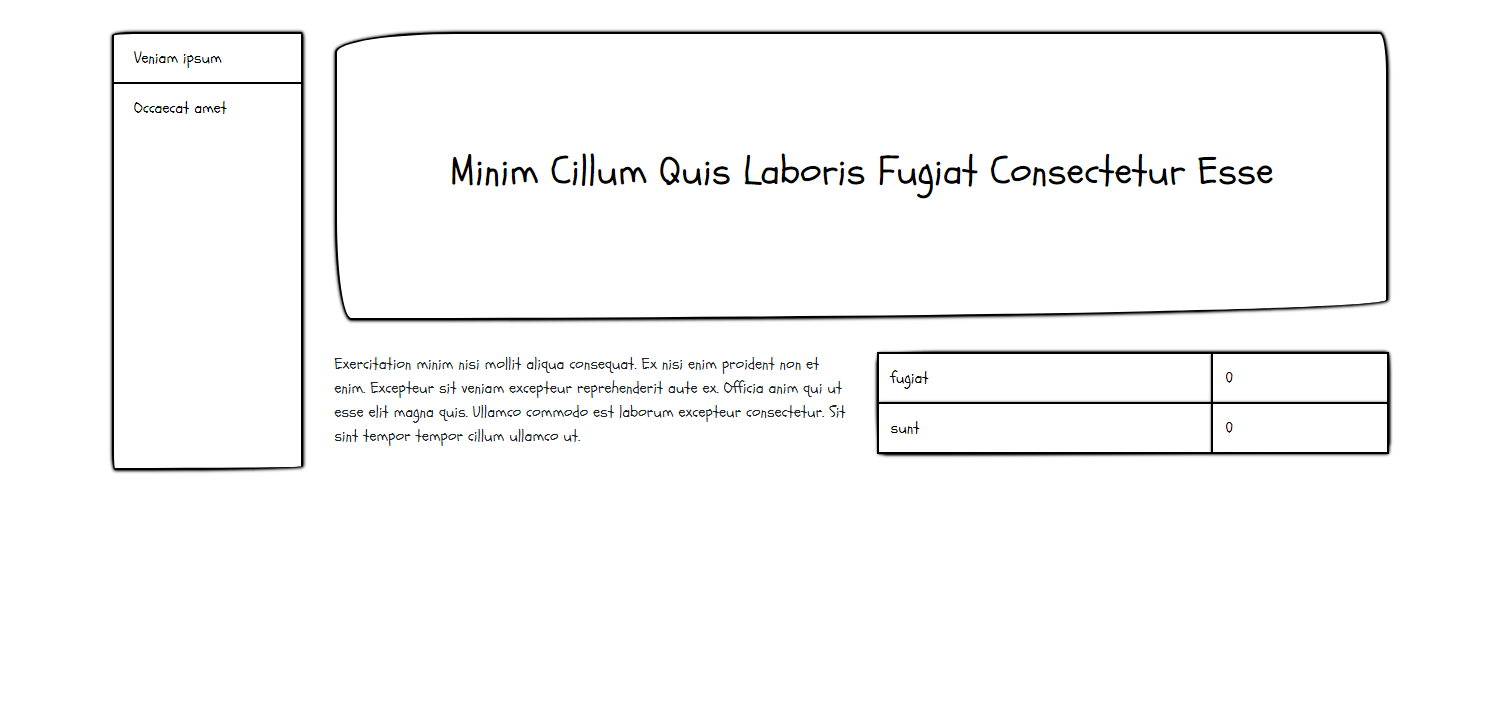 Veniam ipsum
Occaecat amet
Minim Cillum Quis Laboris Fugiat Consectetur Esse
Exercitation minim nisi mollit aliqua consequat. Ex nisi enim proident non et
enim. Excepteur sit veniam excepteur reprehenderit aute ex. Officia anim qui ut
esse elit magna quis. Ullamco commodo est laborum excepteur consectetur. Sit
sint tempor tempor cillum ullamco ut.
fugiat 0
sunt 0